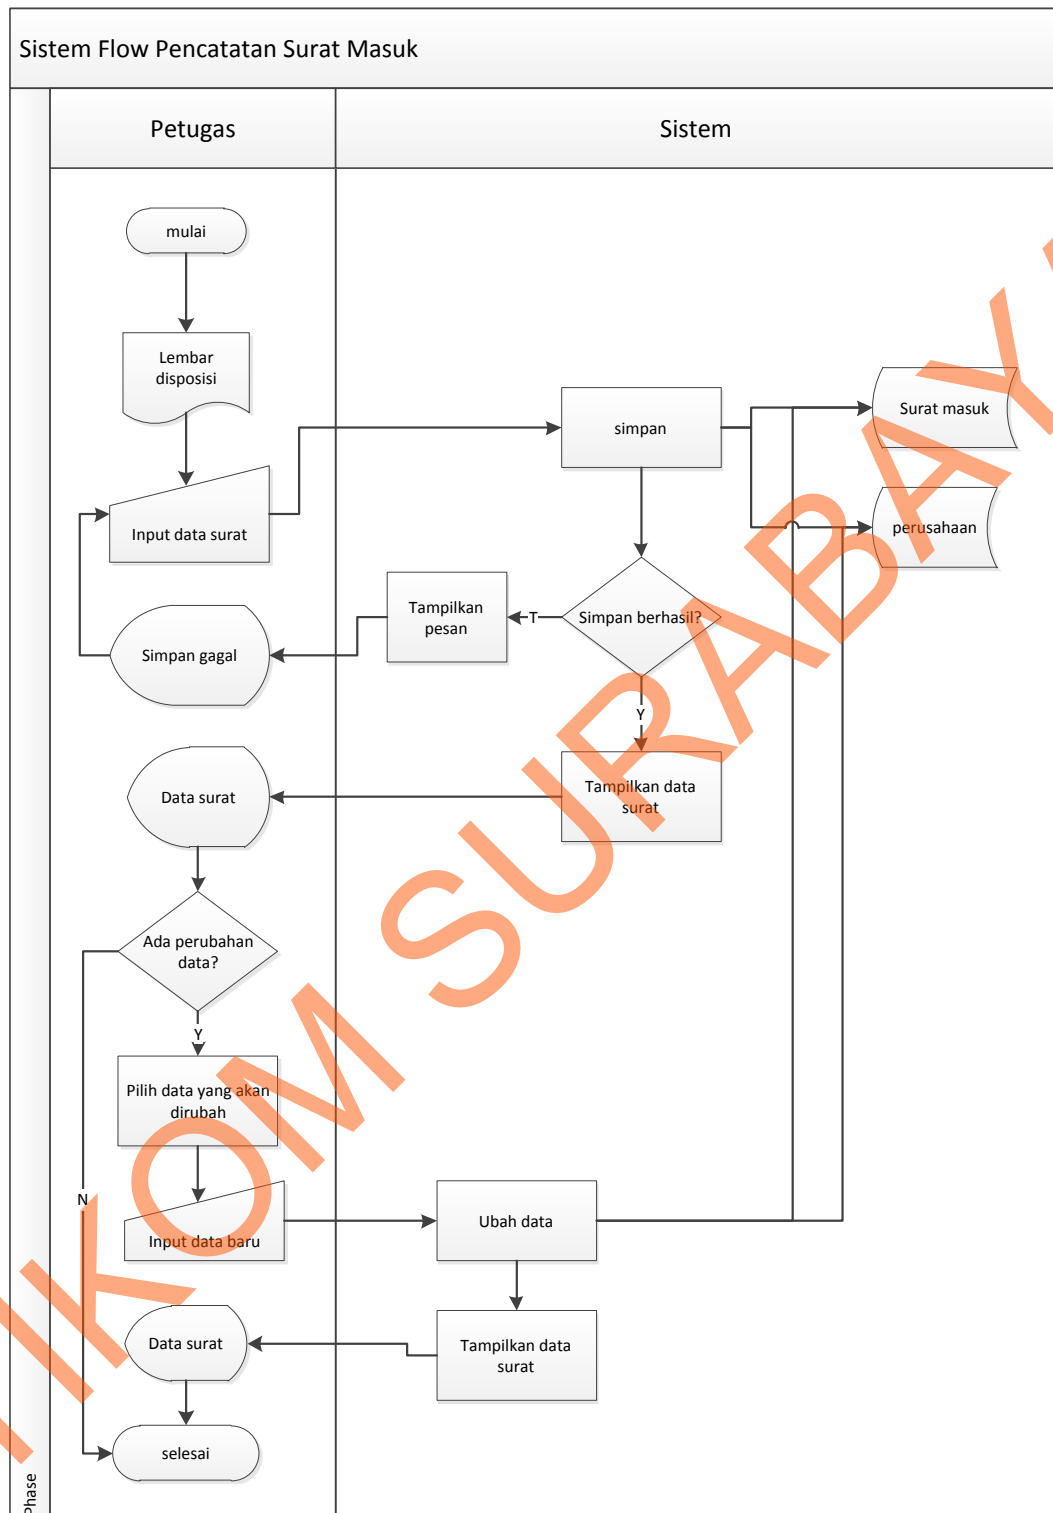 Sistem Flow Pencatatan Surat Masuk
Petugas
Sistem
mulai
Lembar
disposisi
Input data surat
simpan
Surat masuk
perusahaan
Simpan berhasil?
T
Tampilkan
pesan
Simpan gagal
Y
Tampilkan data
surat
Data surat
Ada perubahan
data?
Y
Pilih data yang akan
dirubah
N
Input data baru
Ubah data
Tampilkan data
surat
Data surat
selesai
Phase
IKOM SURABAYA